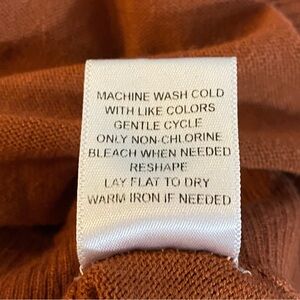 MACHINE WASH COLD
WITH LIKE COLORS
GENTLE CYCLE
ONLY NON-CHLORINE
BLEACH WHEN NEEDED
RESHAPE
LAY FLAT TO DRY
WARM IRON IF NEEDED